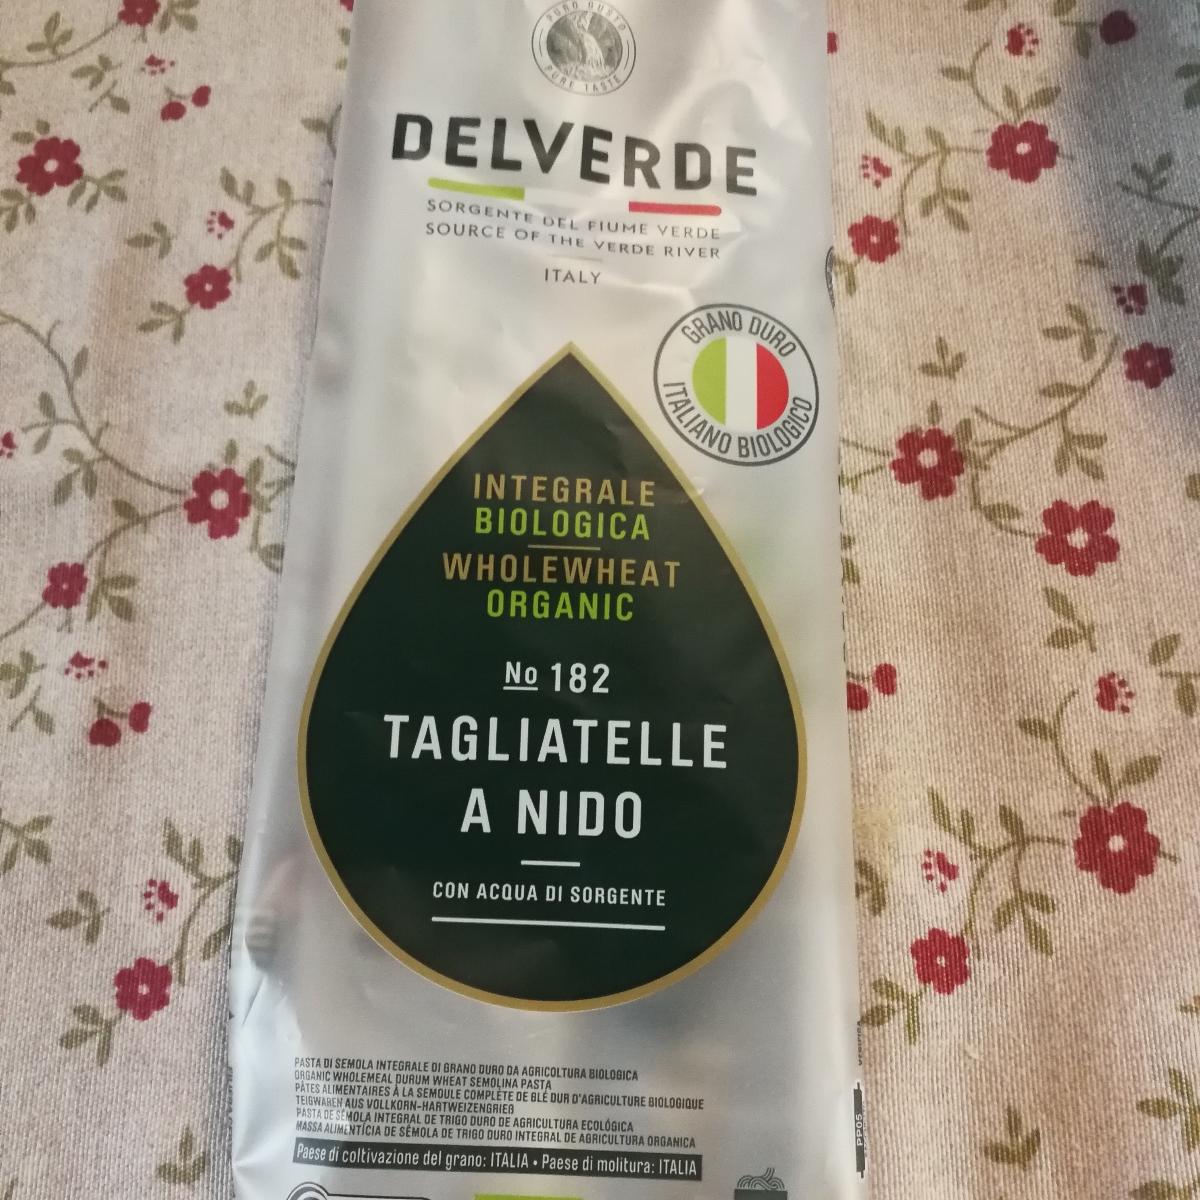 PURO GUSTO
PURE TASTE
DELVERDE
SORGENTE DEL FIUME VERDE
SOURCE OF THE VERDE RIVER
ITALY
GRANO DURO
ITALIANO BIOLOGICO
INTEGRALE
BIOLOGICA
WHOLEWHEAT
ORGANIC
No 182
TAGLIATELLE
A NIDO
CON ACQUA DI SORGENTE
PASTA DI SEMOLA INTEGRALE DI GRANO DURO DA AGRICOLTURA BIOLOGICA
ORGANIC WHOLEMEAL DURUM WHEAT SEMOLINA PASTA
PÂTES ALIMENTAIRES À LA SEMOULE COMPLÈTE DE BLÉ DUR D'AGRICULTURE BIOLOGIQUE
TEIGWAREN AUS VOLLKORN-HARTWEIZENGRIEß
PASTA DE SÉMOLA INTEGRAL DE TRIGO DURO DE AGRICULTURA ECOLÓGICA
MASSA ALIMENTÍCIA DE SÊMOLA DE TRIGO DURO INTEGRAL DE AGRICULTURA ORGANICA
Paese di coltivazione del grano: ITALIA • Paese di molitura: ITALIA
PP05